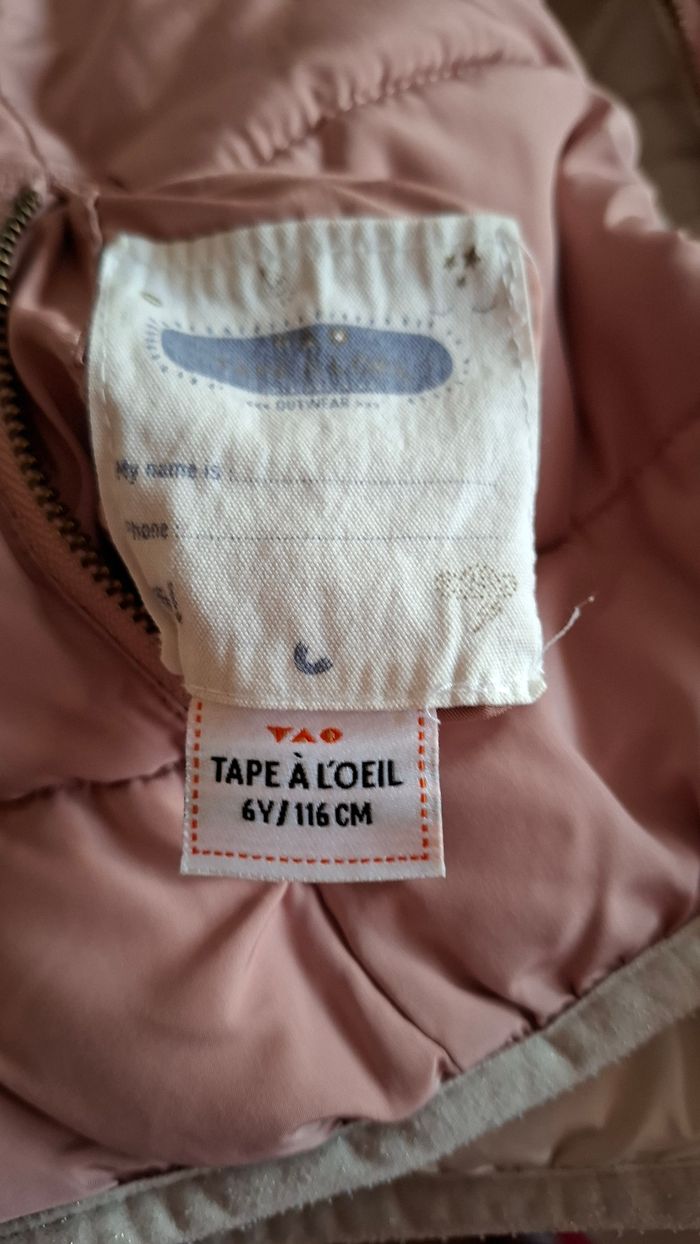 <<< OUTWEAR >>>
My name is :
Phone :
TAO
TAPE À L'OEIL
6Y/116 CM